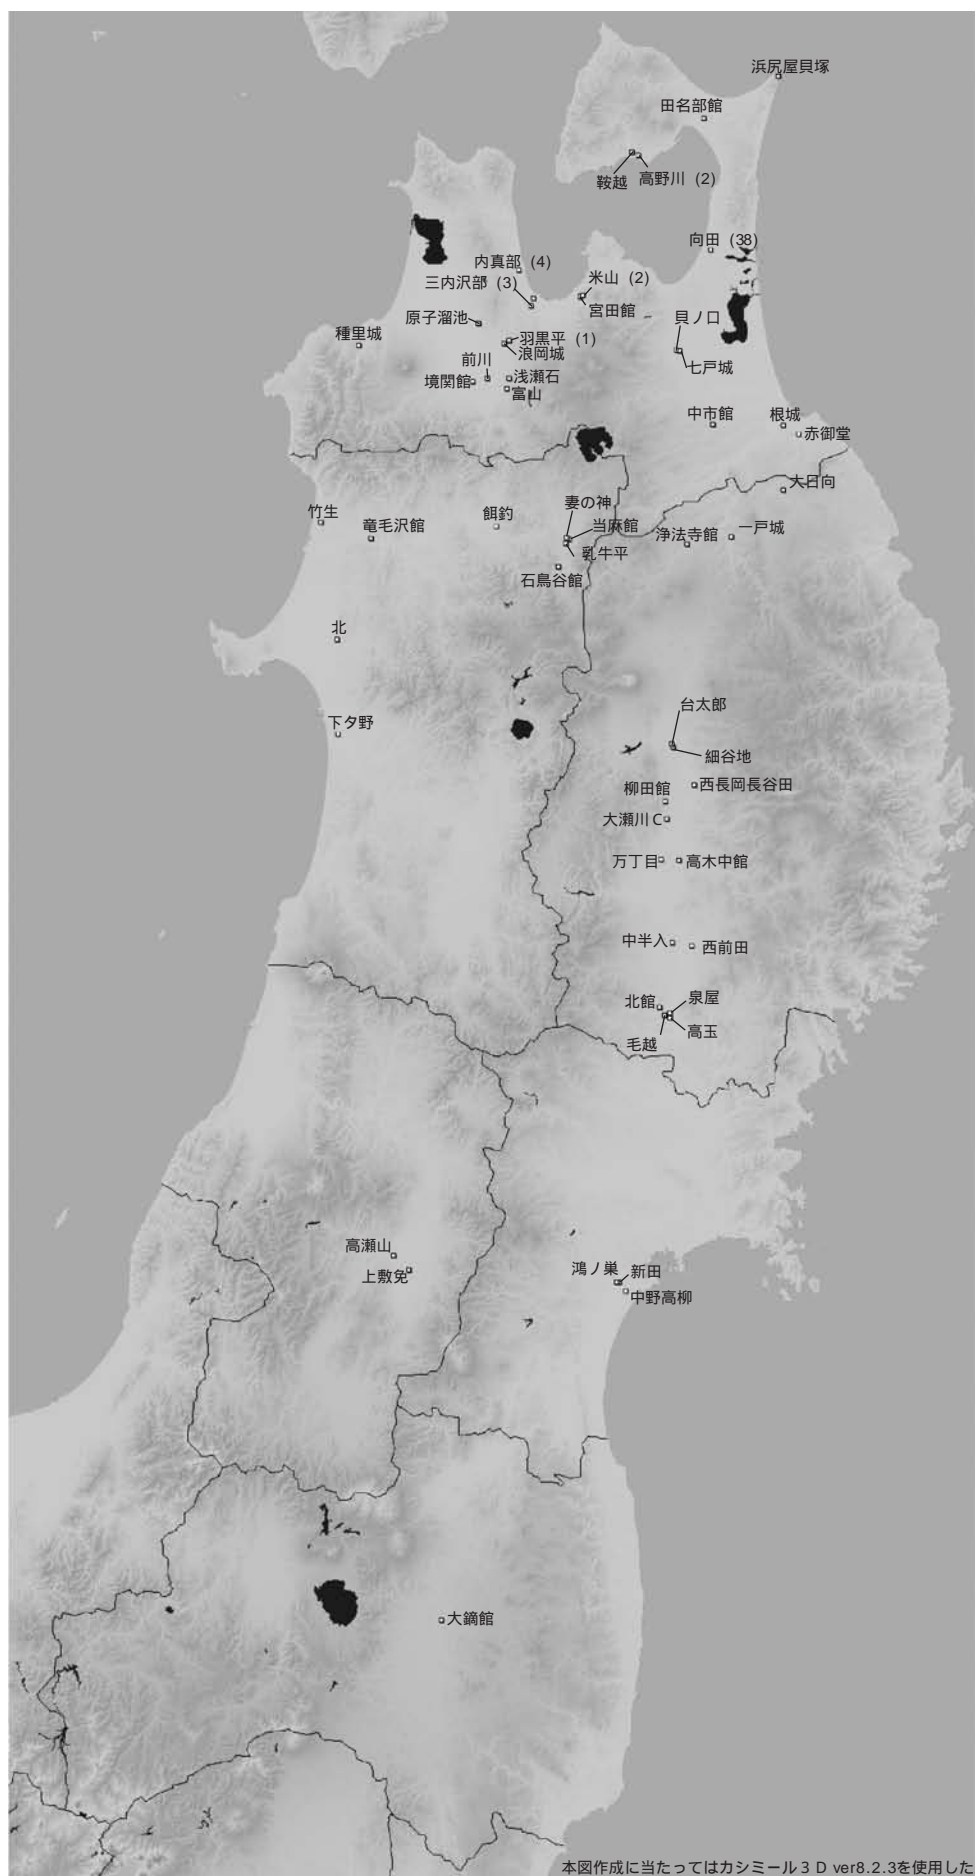 浜尻屋貝塚
田名部館
鞍越
高野川 (2)
向田 (38)
内真部 (4)
三内沢部 (3)
米山 (2)
宮田館
原子溜池
羽黒平 (1)
浪岡城
種里城
前川
境関館
浅瀬石
富山
貝ノ口
七戸城
中市館
根城
赤御堂
大日向
竹生
竜毛沢館
餌釣
妻の神
当麻館
乳牛平
石鳥谷館
浄法寺館
一戸城
北
下夕野
台太郎
細谷地
西長岡長谷田
柳田館
大瀬川C
万丁目
高木中館
中半入
西前田
北館
泉屋
高玉
毛越
高瀬山
上敷免
鴻ノ巣
新田
中野高柳
大鏑館
本図作成に当たってはカシミール3D ver8.2.3を使用した